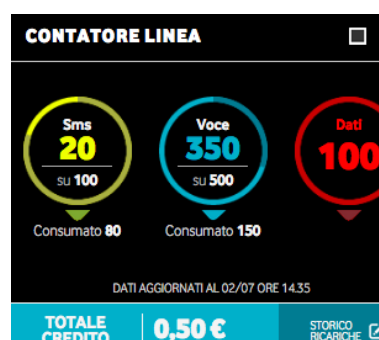 CONTATORE LINEA
Sms
20
su 100
Consumato 80
Voce
350
su 500
Consumato 150
Dati
100
DATI AGGIORNATI AL 02/07 ORE 14.35
TOTALE
CREDITO
0,50 €
STORICO
RICARICHE